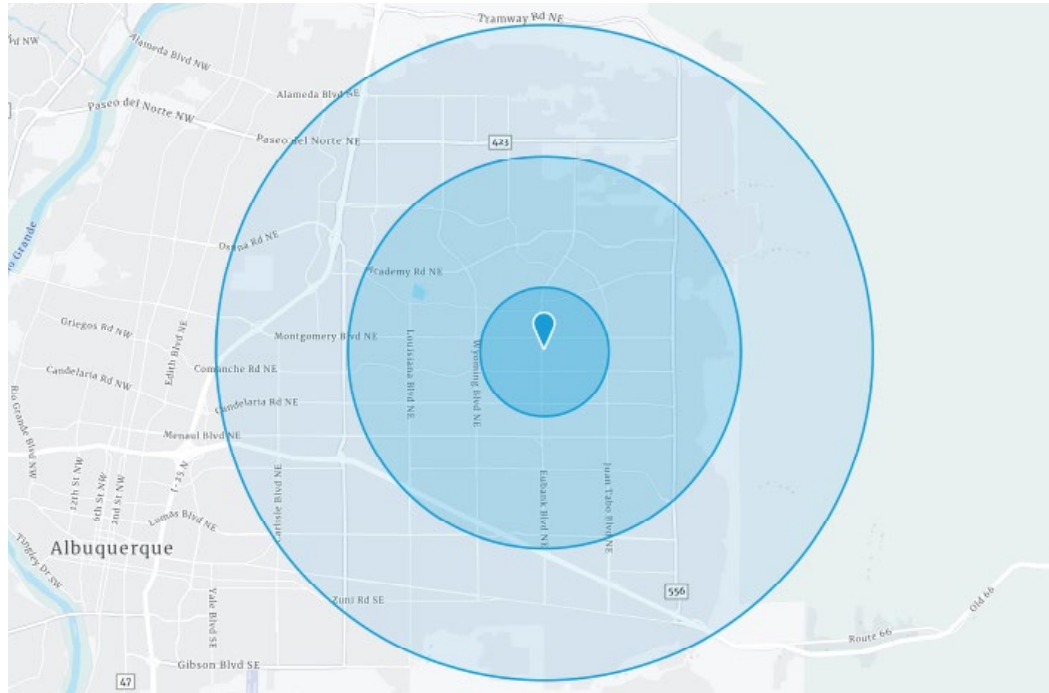 Tramway Rd NE
Rd NW
Alameda Blvd NW
Alameda Blvd NE
Paseo del Norte NW
Paseo del Norte NE
423
Osuna Rd NE
Rio Grande
Academy Rd NE
Griegos Rd NW
Edith Blvd NE
Montgomery Blvd NE
Louisiana Blvd NE
Wyoming Blvd NE
Comanche Rd NE
Candelaria Rd NW
Candelaria Rd NE
Rio Grande Blvd NW
Menaul Blvd NE
12th St NW
6th St NW
2nd St NW
I-25 N
Carlisle Blvd NE
Eubank Blvd NE
Juan Tabo Blvd NE
Lomas Blvd NE
Albuquerque
Tingley Dr SW
Yale Blvd SE
Zuni Rd SE
556
Old 66
Route 66
Gibson Blvd SE
47